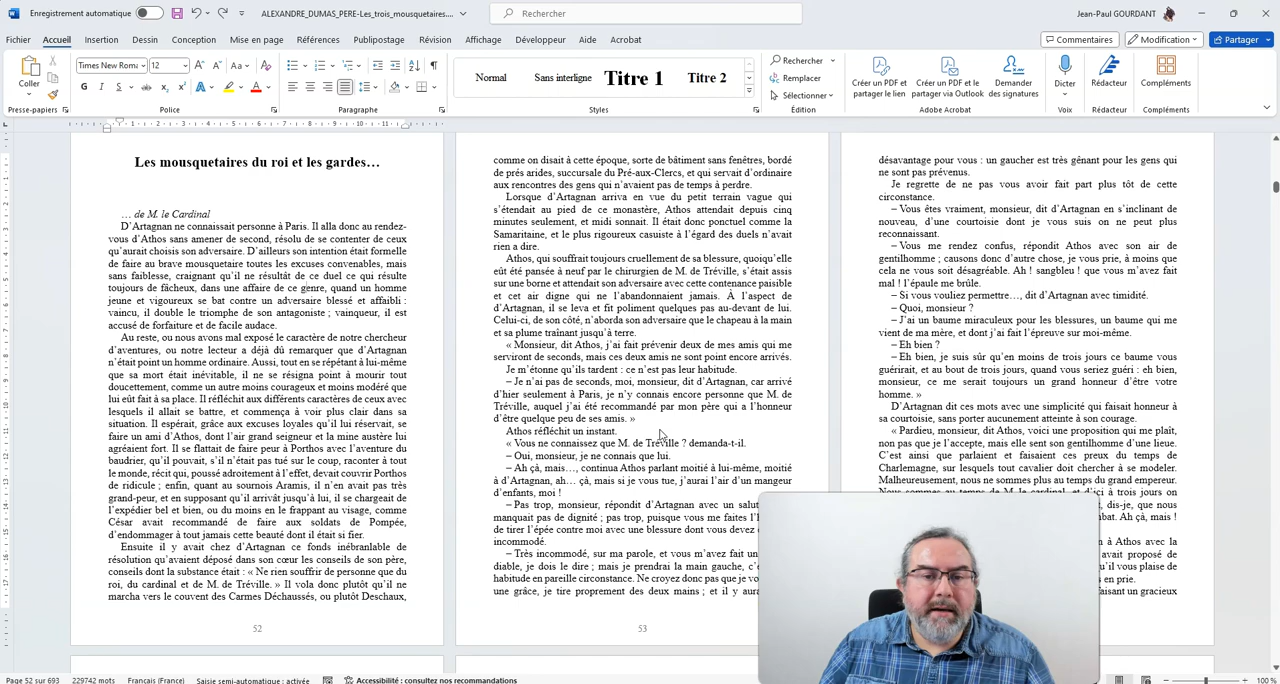 Enregistrement automatique
ALEXANDRE_DUMAS_PERE-Les_trois_mousquetaires....
Rechercher
Jean-Paul GOURDANT
Fichier Accueil Insertion Dessin Conception Mise en page Références Publipostage Révision Affichage Développeur Aide Acrobat
Commentaires Modification Partager
Coller
Times New Roma 12
Normal Sans interligne Titre 1 Titre 2
Rechercher
Remplacer
Sélectionner
Créer un PDF et partager le lien
Créer un PDF et partager via Outlook
Demander des signatures
Dicter
Rédacteur
Compléments
Presse-papiers Police Paragraphe Styles Édition Adobe Acrobat Voix Rédacteur Compléments
Les mousquetaires du roi et les gardes…
… de M. le Cardinal
D’Artagnan ne connaissait personne à Paris. Il alla donc au rendez-
vous d’Athos sans amener de second, résolu de se contenter de ceux
qu’aurait choisis son adversaire. D’ailleurs son intention était formelle
de faire au brave mousquetaire toutes les excuses convenables, mais
sans faiblesse, craignant qu’il ne résultât de ce duel ce qui résulte
toujours de fâcheux, dans une affaire de ce genre, quand un homme
jeune et vigoureux se bat contre un adversaire blessé et affaibli :
vaincu, il double le triomphe de son antagoniste ; vainqueur, il est
accusé de forfaiture et de facile audace.
Au reste, ou nous avons mal exposé le caractère de notre chercheur
d’aventures, ou notre lecteur a déjà dû remarquer que d’Artagnan
n’était point un homme ordinaire. Aussi, tout en se répétant à lui-même
que sa mort était inévitable, il ne se résigna point à mourir tout
doucettement, comme un autre moins courageux et moins modéré que
lui eût fait à sa place. Il réfléchit aux différents caractères de ceux avec
lesquels il allait se battre, et commença à voir plus clair dans sa
situation. Il espérait, grâce aux excuses loyales qu’il lui réservait, se
faire un ami d’Athos, dont l’air grand seigneur et la mine austère lui
agréaient fort. Il se flattait de faire peur à Porthos avec l’aventure du
baudrier, qu’il pouvait, s’il n’était pas tué sur le coup, raconter à tout
le monde, récit qui, poussé adroitement à l’effet, devait couvrir Porthos
de ridicule ; enfin, quant au sournois Aramis, il n’en avait pas très
grand-peur, et en supposant qu’il arrivât jusqu’à lui, il se chargeait de
l’expédier bel et bien, ou du moins en le frappant au visage, comme
César avait recommandé de faire aux soldats de Pompée,
d’endommager à tout jamais cette beauté dont il était si fier.
Ensuite il y avait chez d’Artagnan ce fonds inébranlable de
résolution qu’avaient déposé dans son cœur les conseils de son père,
conseils dont la substance était : « Ne rien souffrir de personne que du
roi, du cardinal et de M. de Tréville. » Il vola donc plutôt qu’il ne
marcha vers le couvent des Carmes Déchaussés, ou plutôt Deschaux,
52
comme on disait à cette époque, sorte de bâtiment sans fenêtres, bordé
de prés arides, succursale du Pré-aux-Clercs, et qui servait d’ordinaire
aux rencontres des gens qui n’avaient pas de temps à perdre.
Lorsque d’Artagnan arriva en vue du petit terrain vague qui
s’étendait au pied de ce monastère, Athos attendait depuis cinq
minutes seulement, et midi sonnait. Il était donc ponctuel comme la
Samaritaine, et le plus rigoureux casuiste à l’égard des duels n’avait
rien a dire.
Athos, qui souffrait toujours cruellement de sa blessure, quoiqu’elle
eût été pansée à neuf par le chirurgien de M. de Tréville, s’était assis
sur une borne et attendait son adversaire avec cette contenance paisible
et cet air digne qui ne l’abandonnaient jamais. À l’aspect de
d’Artagnan, il se leva et fit poliment quelques pas au-devant de lui.
Celui-ci, de son côté, n’aborda son adversaire que le chapeau à la main
et sa plume traînant jusqu’à terre.
« Monsieur, dit Athos, j’ai fait prévenir deux de mes amis qui me
serviront de seconds, mais ces deux amis ne sont point encore arrivés.
Je m’étonne qu’ils tardent : ce n’est pas leur habitude.
– Je n’ai pas de seconds, moi, monsieur, dit d’Artagnan, car arrivé
d’hier seulement à Paris, je n’y connais encore personne que M. de
Tréville, auquel j’ai été recommandé par mon père qui a l’honneur
d’être quelque peu de ses amis. »
Athos réfléchit un instant.
« Vous ne connaissez que M. de Tréville ? demanda-t-il.
– Oui, monsieur, je ne connais que lui.
– Ah çà, mais…, continua Athos parlant moitié à lui-même, moitié
à d’Artagnan, ah… çà, mais si je vous tue, j’aurai l’air d’un mangeur
d’enfants, moi !
– Pas trop, monsieur, répondit d’Artagnan avec un salut
manquait pas de dignité ; pas trop, puisque vous me faites
de tirer l’épée contre moi avec une blessure dont vous devez
incommodé.
– Très incommodé, sur ma parole, et vous m’avez fait un
diable, je dois le dire ; mais je prendrai la main gauche,
habitude en pareille circonstance. Ne croyez donc pas que je
une grâce, je tire proprement des deux mains ; et il y
53
désavantage pour vous : un gaucher est très gênant pour les gens qui
ne sont pas prévenus.
Je regrette de ne pas vous avoir fait part plus tôt de cette
circonstance.
– Vous êtes vraiment, monsieur, dit d’Artagnan en s’inclinant de
nouveau, d’une courtoisie dont je vous suis on ne peut plus
reconnaissant.
– Vous me rendez confus, répondit Athos avec son air de
gentilhomme ; causons donc d’autre chose, je vous prie, à moins que
cela ne vous soit désagréable. Ah ! sangbleu ! que vous m’avez fait
mal ! l’épaule me brûle.
– Si vous vouliez permettre…, dit d’Artagnan avec timidité.
– Quoi, monsieur ?
– J’ai un baume miraculeux pour les blessures, un baume qui me
vient de ma mère, et dont j’ai fait l’épreuve sur moi-même.
– Eh bien ?
– Eh bien, je suis sûr qu’en moins de trois jours ce baume vous
guérirait, et au bout de trois jours, quand vous seriez guéri : eh bien,
monsieur, ce me serait toujours un grand honneur d’être votre
homme. »
D’Artagnan dit ces mots avec une simplicité qui faisait honneur à
sa courtoisie, sans porter aucunement atteinte à son courage.
« Pardieu, monsieur, dit Athos, voici une proposition qui me plaît,
non pas que je l’accepte, mais elle sent son gentilhomme d’une lieue.
C’est ainsi que parlaient et faisaient ces preux du temps de
Charlemagne, sur lesquels tout cavalier doit chercher à se modeler.
Malheureusement, nous ne sommes plus au temps du grand empereur.
Nous sommes au temps de M. le cardinal, et d’ici à trois jours on
dis-je, que nous
bat. Ah çà, mais !
à Athos avec la
avait proposé de
qu’il vous plaise de
en prie.
faisant un gracieux
Page 52 sur 693 229742 mots Français (France) Saisie semi-automatique : activée Accessibilité : consultez nos recommandations 100 %